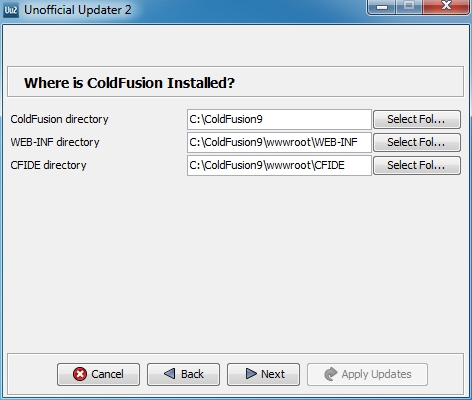 Uu2 Unofficial Updater 2
Where is ColdFusion Installed?
ColdFusion directory C:\ColdFusion9 Select Fol...
WEB-INF directory C:\ColdFusion9\wwwroot\WEB-INF Select Fol...
CFIDE directory C:\ColdFusion9\wwwroot\CFIDE Select Fol...
Cancel Back Next Apply Updates